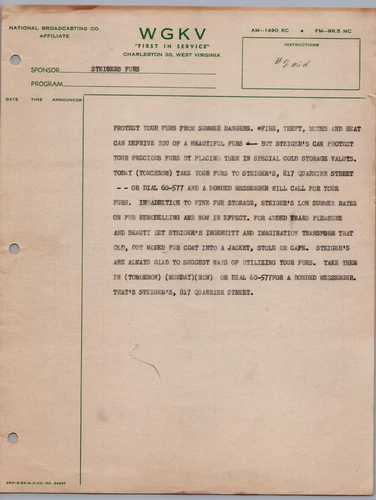 NATIONAL BROADCASTING CO.
AFFILIATE
WGKV
"FIRST IN SERVICE"
CHARLESTON 30, WEST VIRGINIA
AM—1490 KC • FM—98.5 MC
INSTRUCTIONS
#2 min
SPONSOR STEIGERS FURS
PROGRAM
DATE TIME ANNOUNCER
PROTECT YOUR FURS FROM SUMMER DANGERS. FIRE, THEFT, MOTHS AND HEAT
CAN DEPRIVE YOU OF A BEAUTIFUL FURS -- BUT STEIGER'S CAN PROTECT
YOUR PRECIOUS FURS BY PLACING THEM IN SPECIAL COLD STORAGE VAULTS.
TODAY (TOMORROW) TAKE YOUR FURS TO STEIGER'S, 817 QUARRIER STREET
-- OR DIAL 60-577 AND A BONDED MESSENGER WILL CALL FOR YOUR
FURS. IN ADDITION TO FINE FUR STORAGE, STEIGER'S LOW SUMMER RATES
ON FUR REMODELLING ARE NOW IN EFFECT. FOR ADDED YEARS PLEASURE
AND BEAUTY LET STEIGER'S INGENUITY AND IMAGINATION TRANSFORM THAT
OLD, OUT MODED FUR COAT INTO A JACKET, STOLE OR CAPE. STEIGER'S
ARE ALWAYS GLAD TO SUGGEST WAYS OF UTILIZING YOUR FURS. TAKE THEM
IN (TOMORROW) (MONDAY)(NOW) OR DIAL 60-577FOR A BONDED MESSENGER.
THAT'S STEIGER'S, 817 QUARRIER STREET.